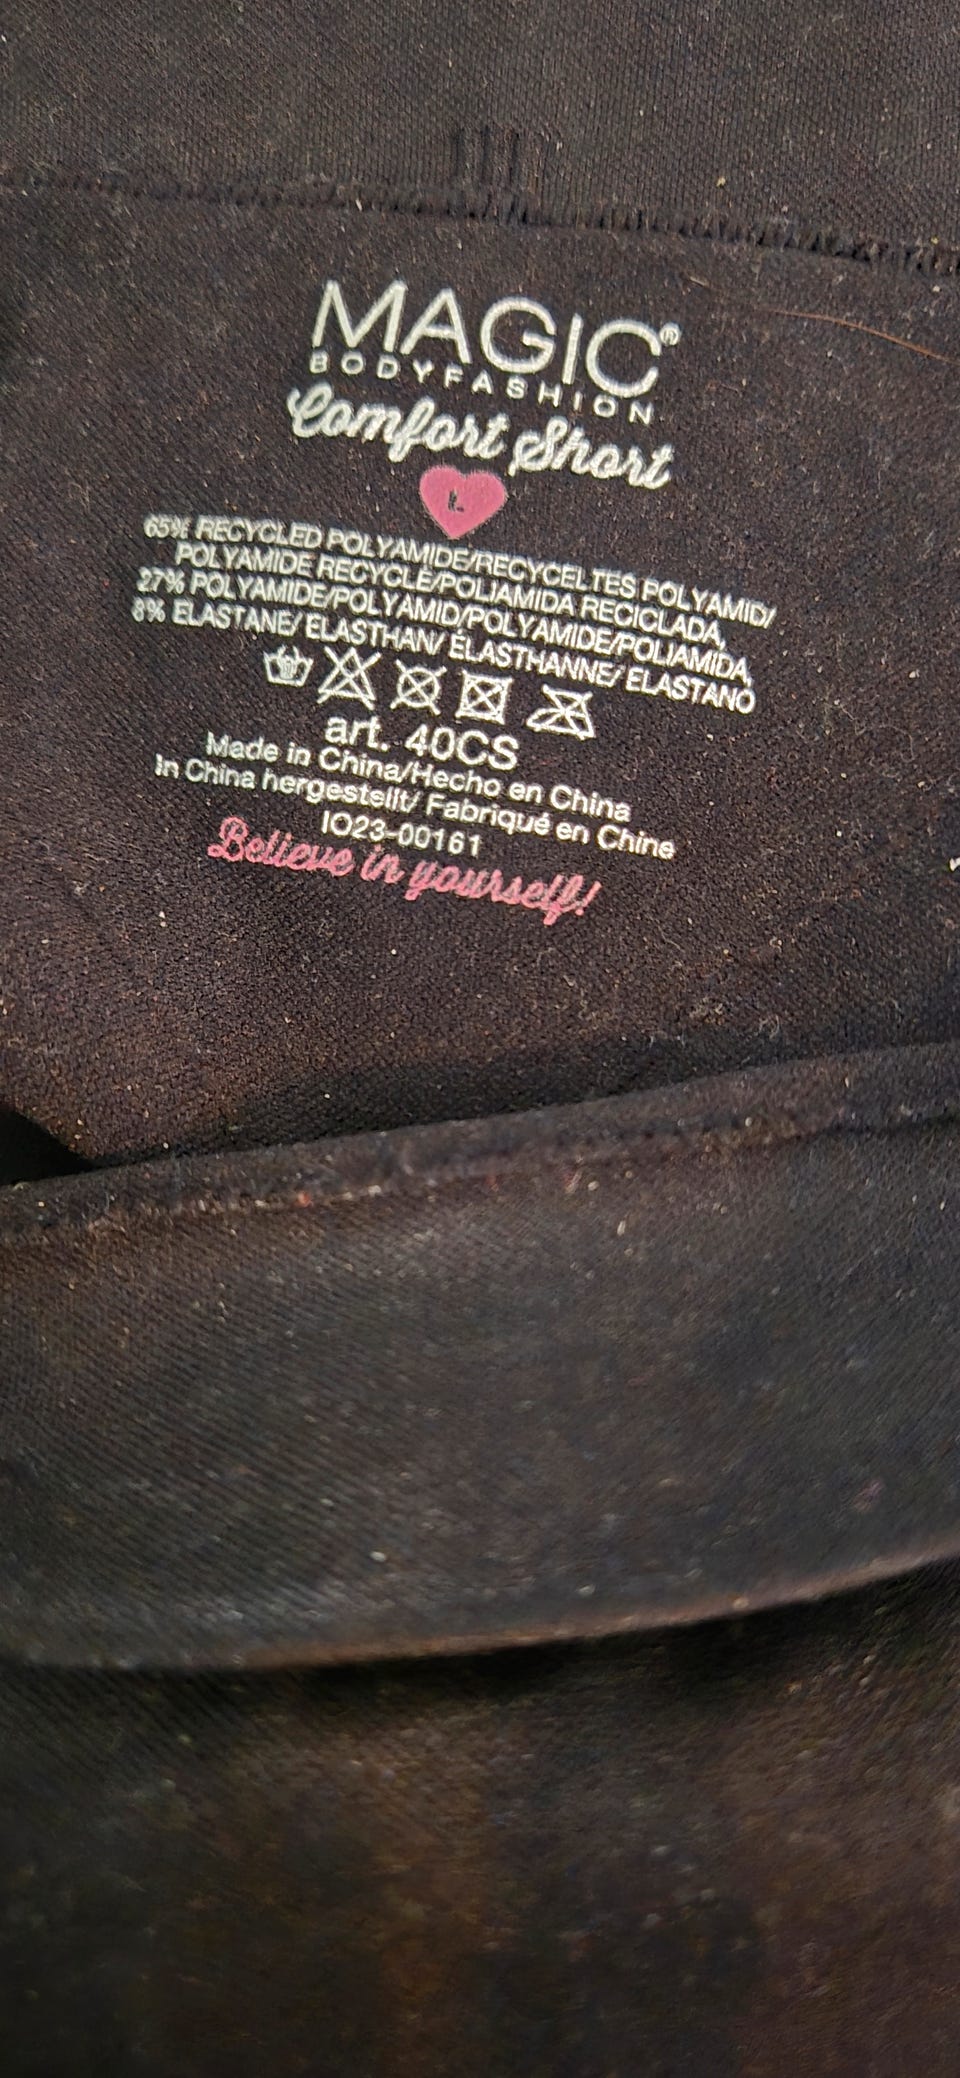 MAGIC®
BODYFASHION
Comfort Short
L
65% RECYCLED POLYAMIDE/RECYCELTES POLYAMID/
POLYAMIDE RECYCLÉ/POLIAMIDA RECICLADA,
27% POLYAMIDE/POLYAMID/POLYAMIDE/POLIAMIDA,
8% ELASTANE/ ELASTHAN/ ÉLASTHANNE/ ELASTANO
art. 40CS
Made in China/Hecho en China
In China hergestellt/ Fabriqué en Chine
IO23-00161
Believe in yourself!